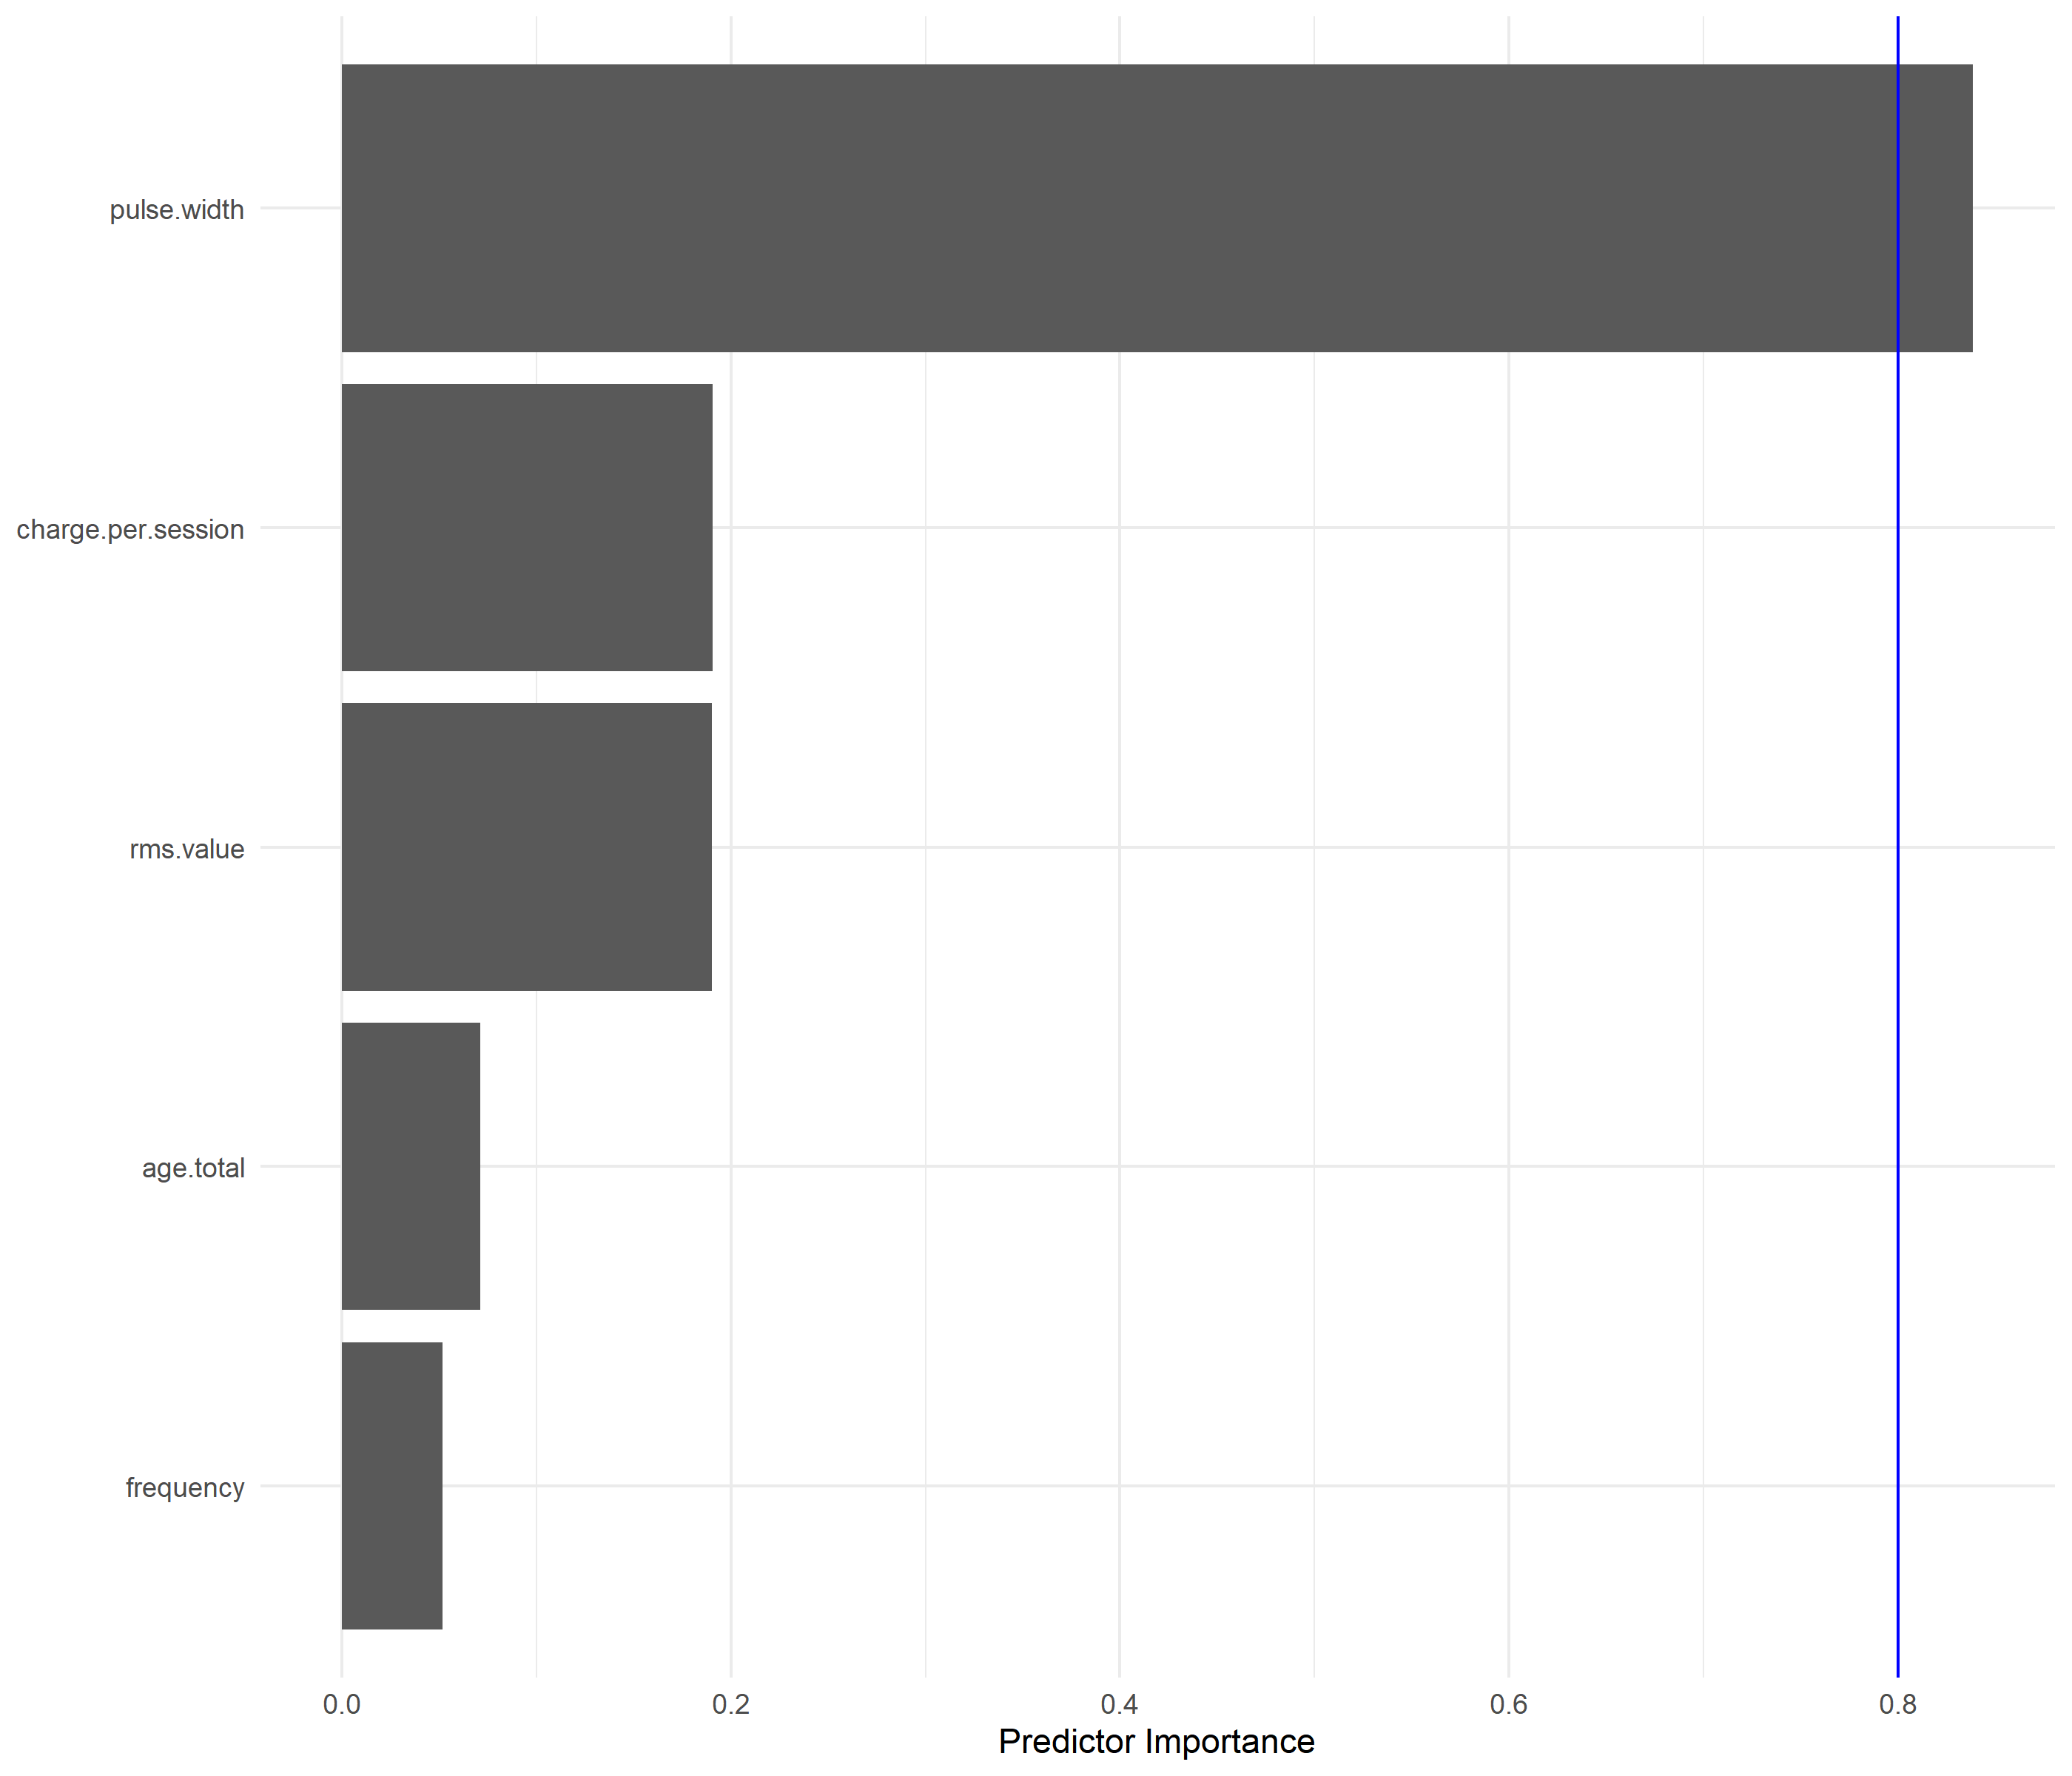 pulse.width
charge.per.session
rms.value
age.total
frequency
0.0 0.2 0.4 0.6 0.8
Predictor Importance